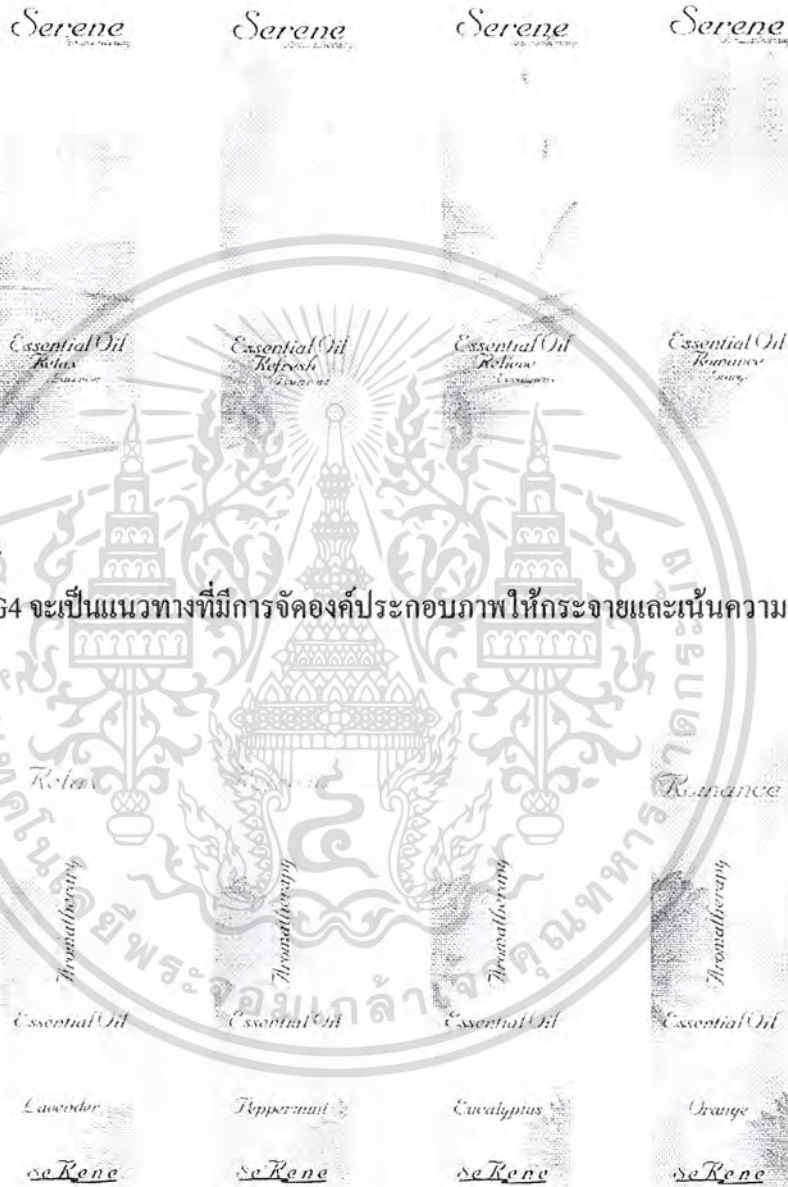 Serene Serene Serene Serene
Essential Oil Essential Oil Essential Oil Essential Oil
Relax Refresh Relieve Romance
G4 จะเป็นแนวทางที่มีการจัดองค์ประกอบภาพให้กระจายและเน้นความ
Relax Romance
Aromatherapy Aromatherapy Aromatherapy Aromatherapy
Essential Oil Essential Oil Essential Oil Essential Oil
Lavender Peppermint Eucalyptus Orange
SeRene SeRene SeRene SeRene